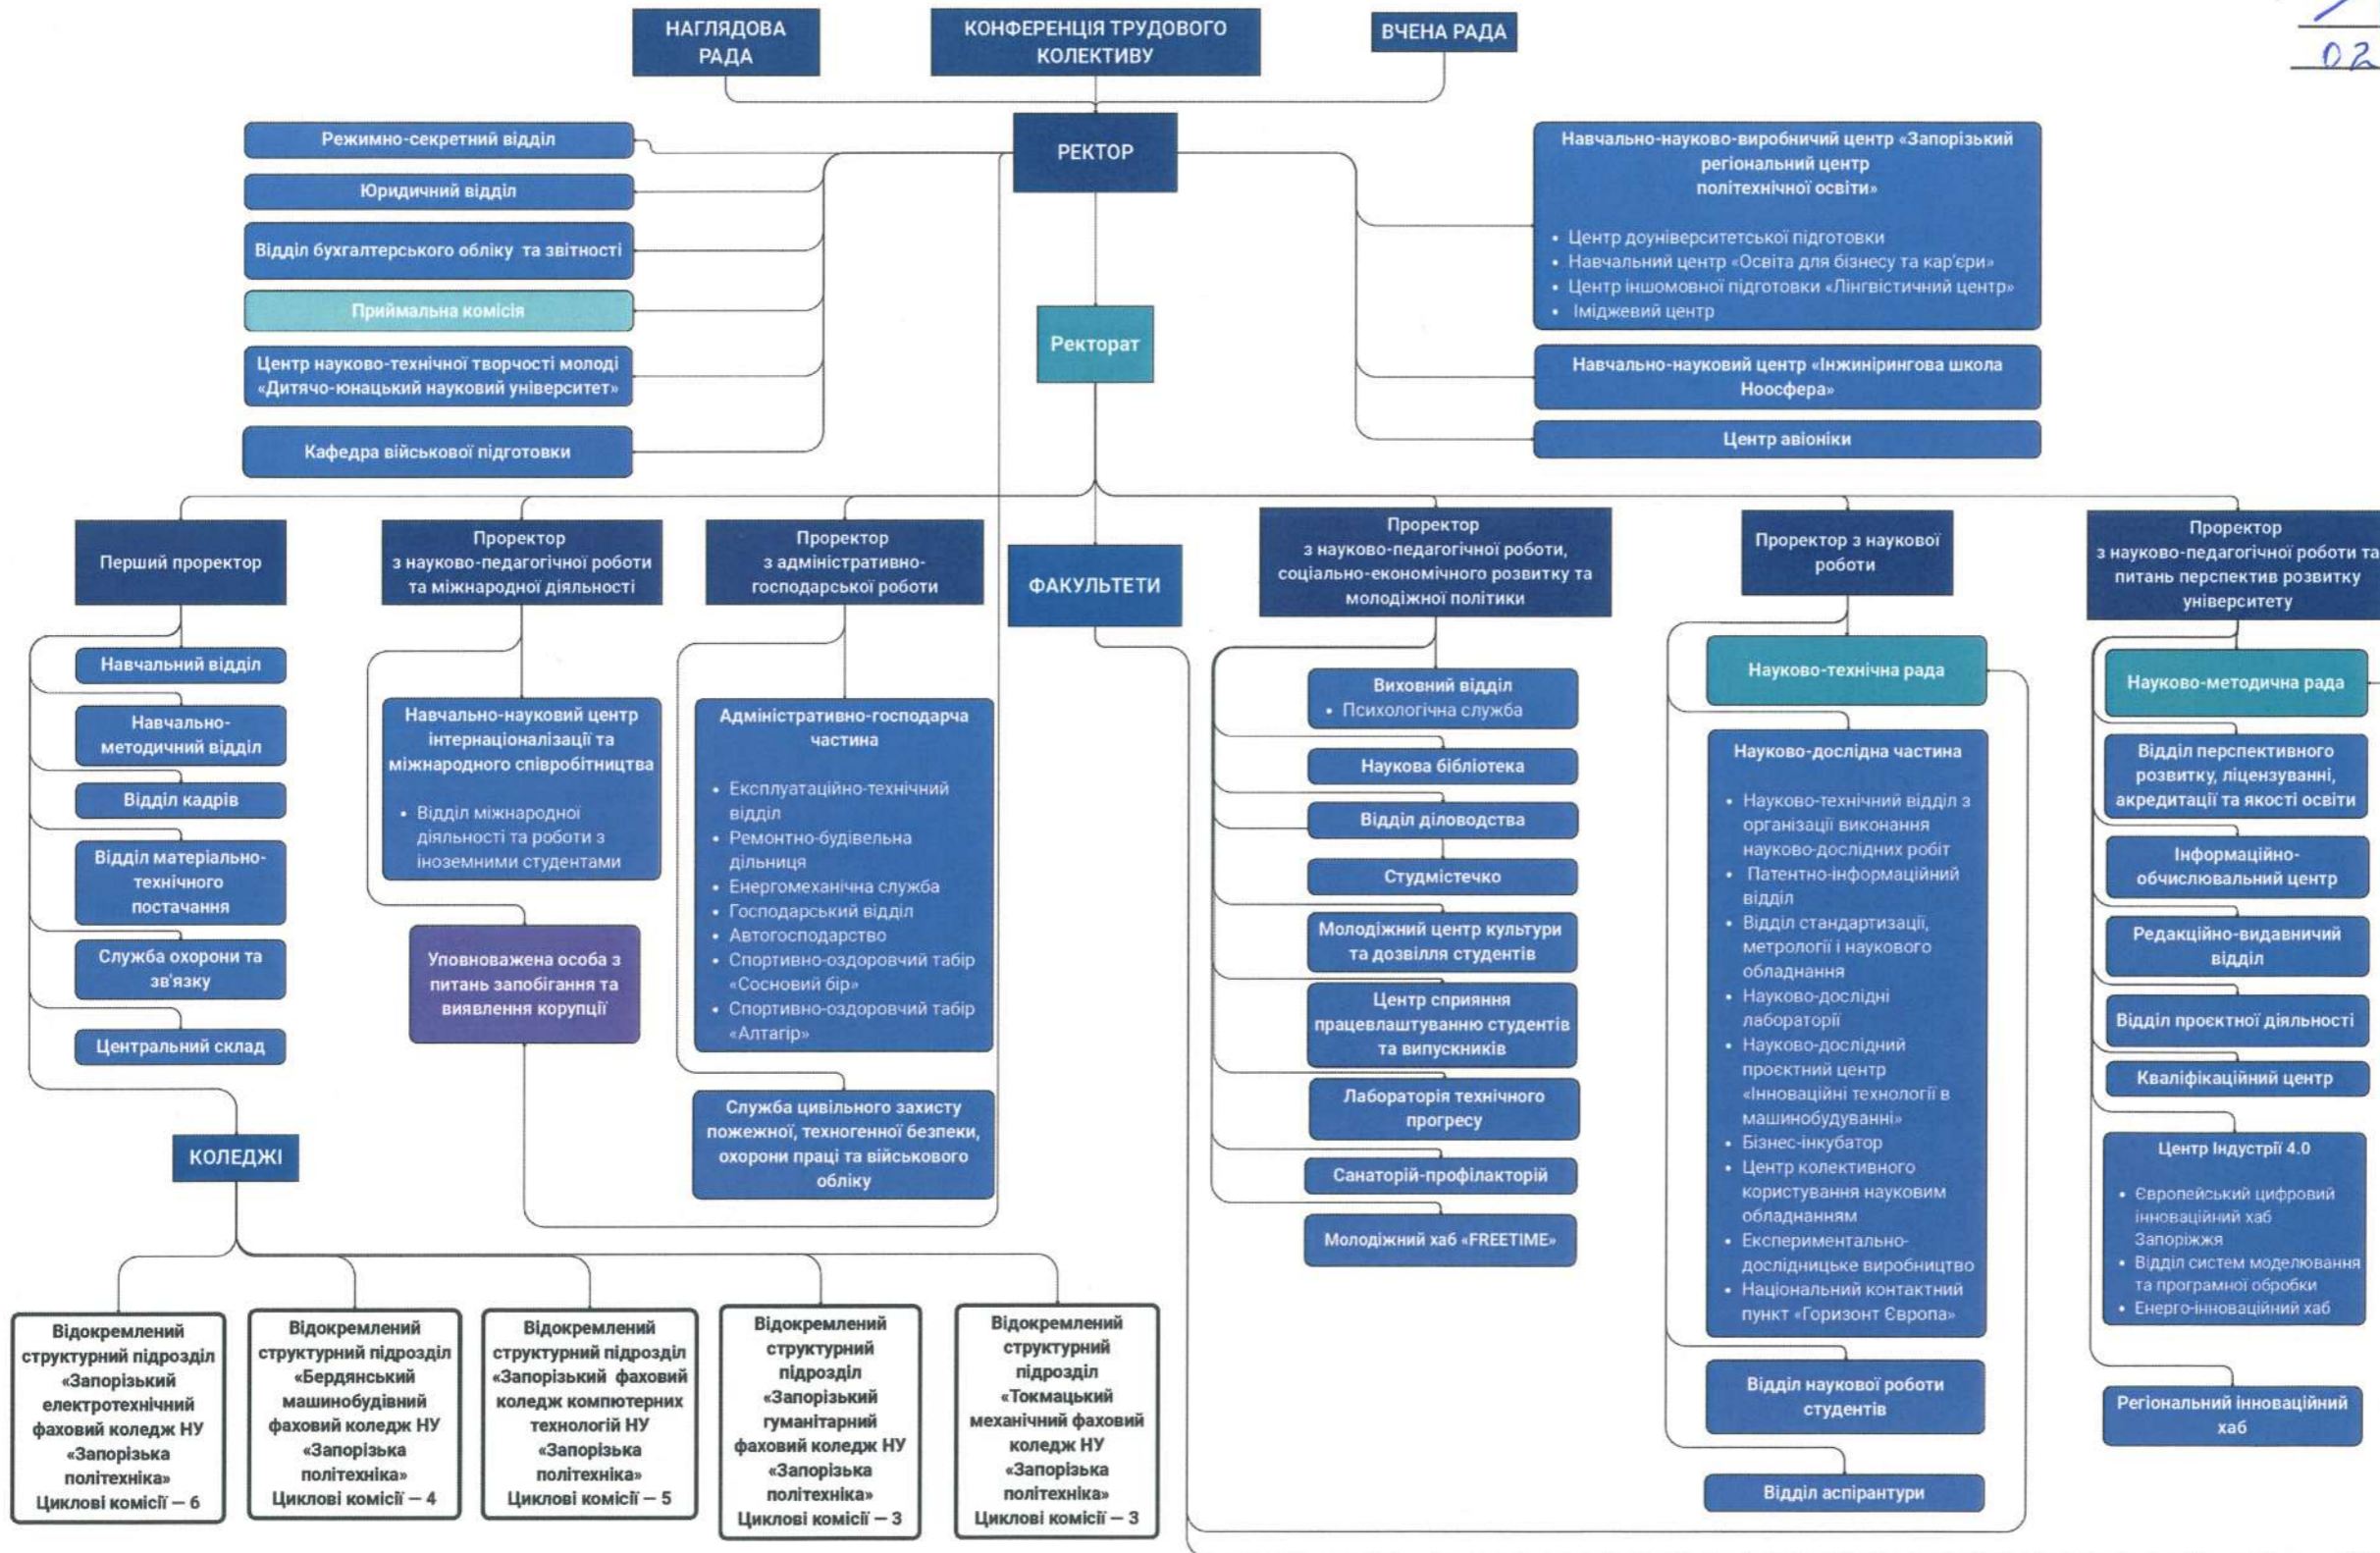 НАГЛЯДОВА
РАДА
КОНФЕРЕНЦІЯ ТРУДОВОГО
КОЛЕКТИВУ
ВЧЕНА РАДА
02
РЕКТОР
Режимно-секретний відділ
Юридичний відділ
Відділ бухгалтерського обліку та звітності
Приймальна комісія
Центр науково-технічної творчості молоді
«Дитячо-юнацький науковий університет»
Кафедра військової підготовки
Навчально-науково-виробничий центр «Запорізький
регіональний центр
політехнічної освіти»
• Центр доуніверситетської підготовки
• Навчальний центр «Освіта для бізнесу та кар'єри»
• Центр іншомовної підготовки «Лінгвістичний центр»
• Іміджевий центр
Навчально-науковий центр «Інжинірингова школа
Ноосфера»
Центр авіоніки
Ректорат
Перший проректор
Навчальний відділ
Навчально-
методичний відділ
Відділ кадрів
Відділ матеріально-
технічного
постачання
Служба охорони та
зв'язку
Центральний склад
КОЛЕДЖІ
Відокремлений
структурний підрозділ
«Запорізький
електротехнічний
фаховий коледж НУ
«Запорізька
політехніка»
Циклові комісії – 6
Відокремлений
структурний підрозділ
«Бердянський
машинобудівний
фаховий коледж НУ
«Запорізька
політехніка»
Циклові комісії – 4
Відокремлений
структурний підрозділ
«Запорізький фаховий
коледж компютерних
технологій НУ
«Запорізька
політехніка»
Циклові комісії – 5
Відокремлений
структурний
підрозділ
«Запорізький
гуманітарний
фаховий коледж НУ
«Запорізька
політехніка»
Циклові комісії – 3
Відокремлений
структурний
підрозділ
«Токмацький
механічний фаховий
коледж НУ
«Запорізька
політехніка»
Циклові комісії – 3
Проректор
з науково-педагогічної роботи
та міжнародної діяльності
Навчально-науковий центр
інтернаціоналізації та
міжнародного співробітництва
• Відділ міжнародної
діяльності та роботи з
іноземними студентами
Уповноважена особа з
питань запобігання та
виявлення корупції
Проректор
з адміністративно-
господарської роботи
Адміністративно-господарча
частина
• Експлуатаційно-технічний
відділ
• Ремонтно-будівельна
дільниця
• Енергомеханічна служба
• Господарський відділ
• Автогосподарство
• Спортивно-оздоровчий табір
«Сосновий бір»
• Спортивно-оздоровчий табір
«Алтагір»
Служба цивільного захисту
пожежної, техногенної безпеки,
охорони праці та військового
обліку
ФАКУЛЬТЕТИ
Проректор
з науково-педагогічної роботи,
соціально-економічного розвитку та
молодіжної політики
Виховний відділ
• Психологічна служба
Наукова бібліотека
Відділ діловодства
Студмістечко
Молодіжний центр культури
та дозвілля студентів
Центр сприяння
працевлаштуванню студентів
та випускників
Лабораторія технічного
прогресу
Санаторій-профілакторій
Молодіжний хаб «FREETIME»
Проректор з наукової
роботи
Науково-технічна рада
Науково-дослідна частина
• Науково-технічний відділ з
організації виконання
науково-дослідних робіт
• Патентно-інформаційний
відділ
• Відділ стандартизації,
метрології і наукового
обладнання
• Науково-дослідні
лабораторії
• Науково-дослідний
проєктний центр
«Інноваційні технології в
машинобудуванні»
• Бізнес-інкубатор
• Центр колективного
користування науковим
обладнанням
• Експериментально-
дослідницьке виробництво
• Національний контактний
пункт «Горизонт Європа»
Відділ наукової роботи
студентів
Відділ аспірантури
Проректор
з науково-педагогічної роботи та
питань перспектив розвитку
університету
Науково-методична рада
Відділ перспективного
розвитку, ліцензуванні,
акредитації та якості освіти
Інформаційно-
обчислювальний центр
Редакційно-видавничий
відділ
Відділ проєктної діяльності
Кваліфікаційний центр
Центр Індустрії 4.0
• Європейський цифровий
інноваційний хаб
Запоріжжя
• Відділ систем моделювання
та програмної обробки
• Енерго-інноваційний хаб
Регіональний інноваційний
хаб